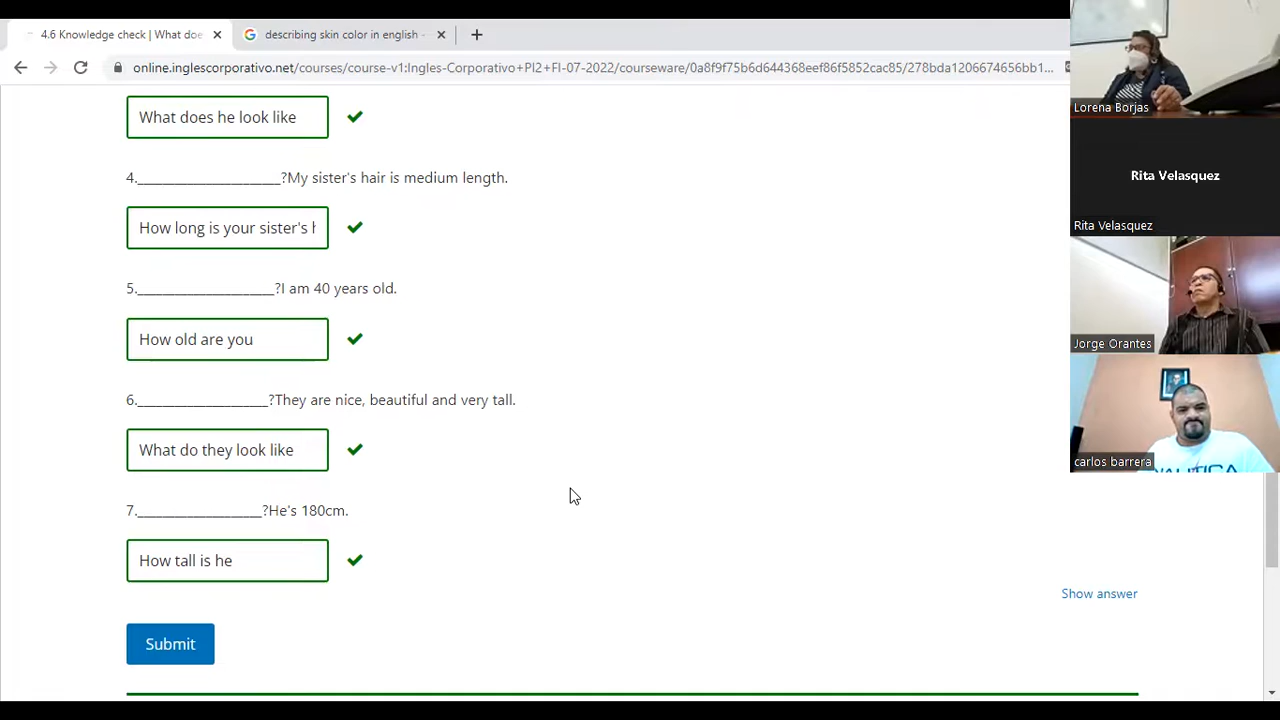 4.6 Knowledge check | What doe
describing skin color in english -
online.inglescorporativo.net/courses/course-v1:Ingles-Corporativo+PI2+FI-07-2022/courseware/0a8f9f75b6d644368eef86f5852cac85/278bda1206674656bb1...
What does he look like
4.______________________?My sister's hair is medium length.
How long is your sister's h
5._____________________?I am 40 years old.
How old are you
6.____________________?They are nice, beautiful and very tall.
What do they look like
7.___________________?He's 180cm.
How tall is he
Show answer
Submit
Lorena Borjas
Rita Velasquez
Rita Velasquez
Jorge Orantes
carlos barrera
NAUTICA